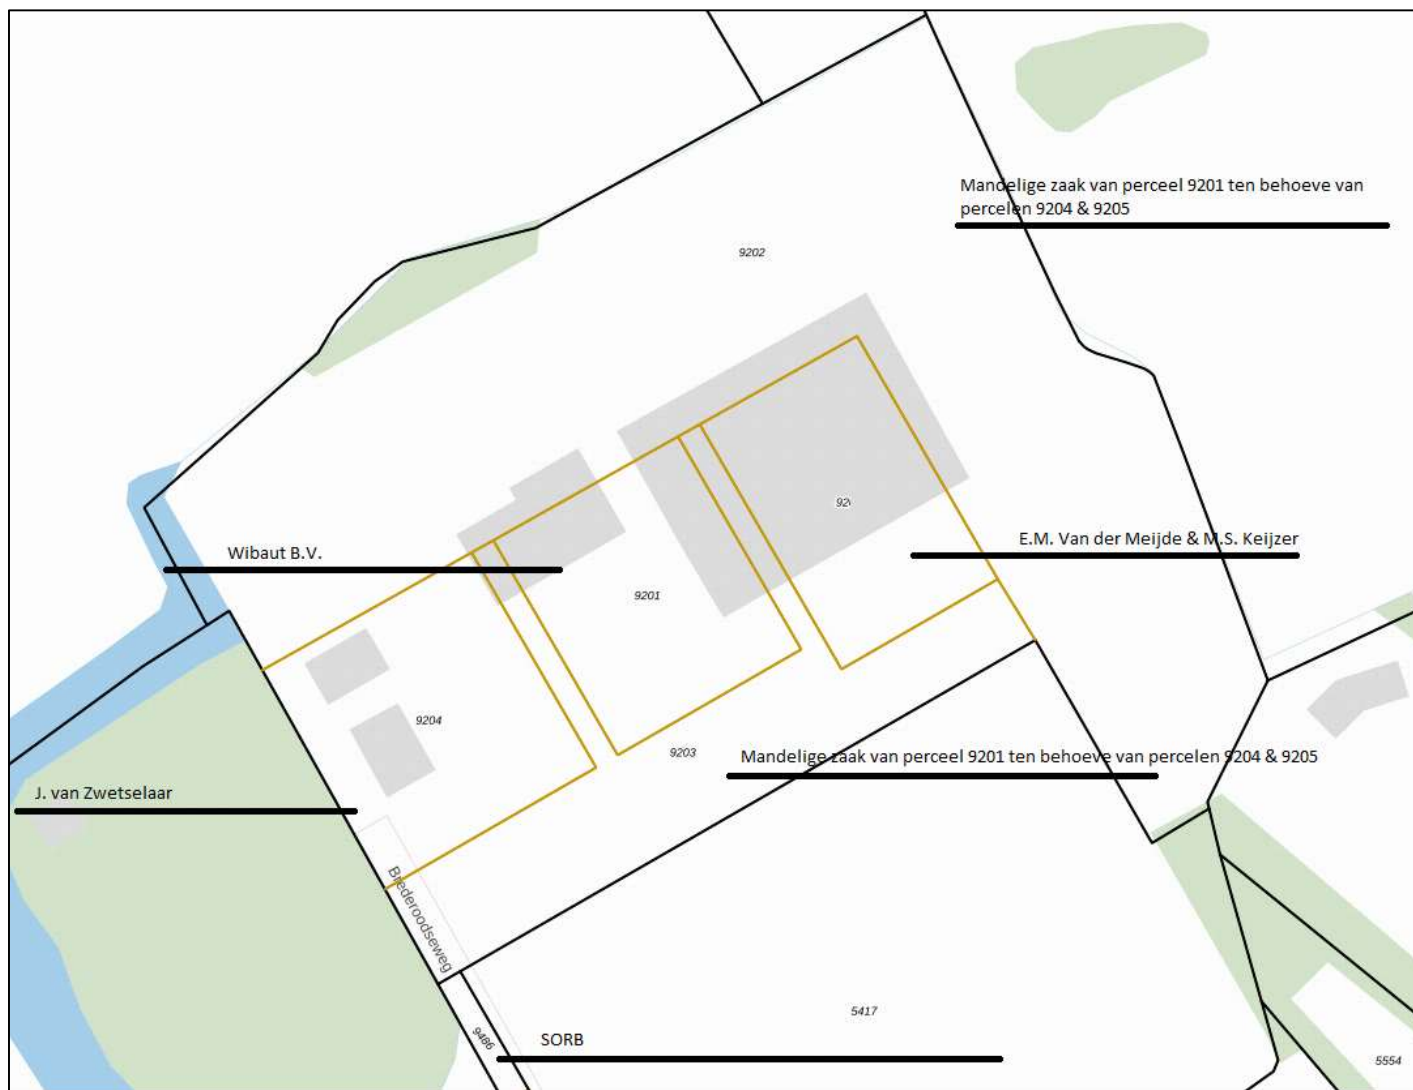 Mandelige zaak van perceel 9201 ten behoeve van
percelen 9204 & 9205
9202
920
Wibaut B.V.
E.M. Van der Meijde & M.S. Keijzer
9201
9204
9203
Mandelige zaak van perceel 9201 ten behoeve van percelen 9204 & 9205
J. van Zwetselaar
Brederoodseweg
5417
9486
SORB
5554